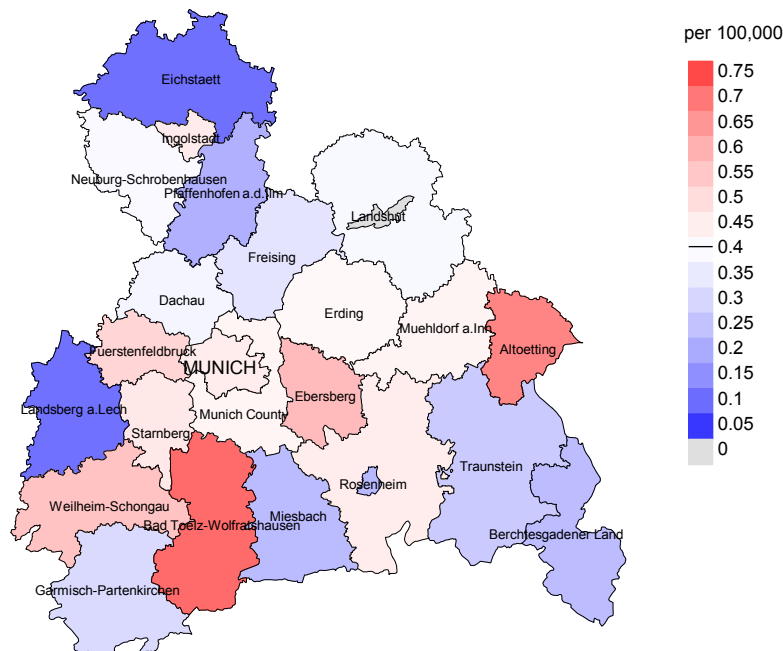 per 100,000
0.75
0.7
0.65
0.6
0.55
0.5
0.45
0.4
0.35
0.3
0.25
0.2
0.15
0.1
0.05
0
Eichstaett
Ingolstadt
Neuburg-Schrobenhausen
Pfaffenhofen a.d.Ilm
Landshut
Freising
Dachau
Erding
Muehldorf a.Inn
Altoetting
Fuerstenfeldbruck
MUNICH
Ebersberg
Landsberg a.Lech
Munich County
Starnberg
Traunstein
Rosenheim
Weilheim-Schongau
Miesbach
Bad Toelz-Wolfratshausen
Berchtesgadener Land
Garmisch-Partenkirchen